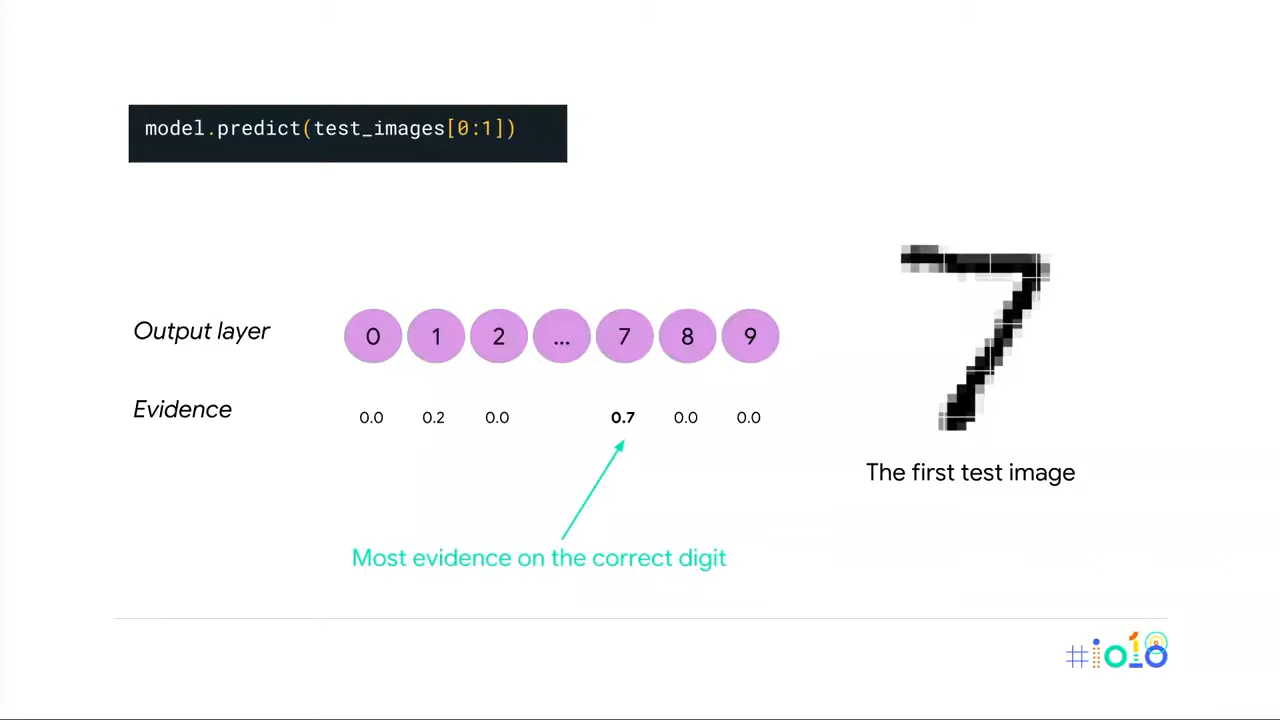 model.predict(test_images[0:1])
Output layer
0 1 2 ... 7 8 9
Evidence
0.0 0.2 0.0 0.7 0.0 0.0
7
The first test image
Most evidence on the correct digit
#io18